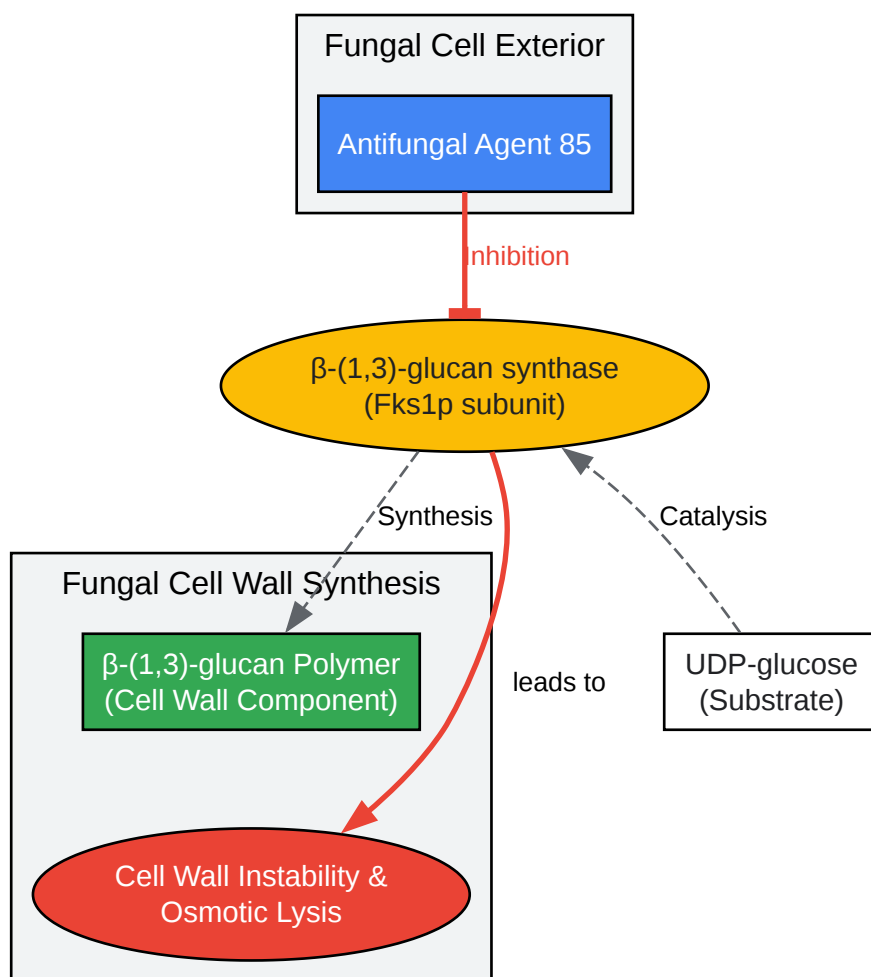 Fungal Cell Exterior
Antifungal Agent 85
Inhibition
β-(1,3)-glucan synthase
(Fks1p subunit)
Synthesis
Catalysis
Fungal Cell Wall Synthesis
β-(1,3)-glucan Polymer
(Cell Wall Component)
leads to
UDP-glucose
(Substrate)
Cell Wall Instability &
Osmotic Lysis